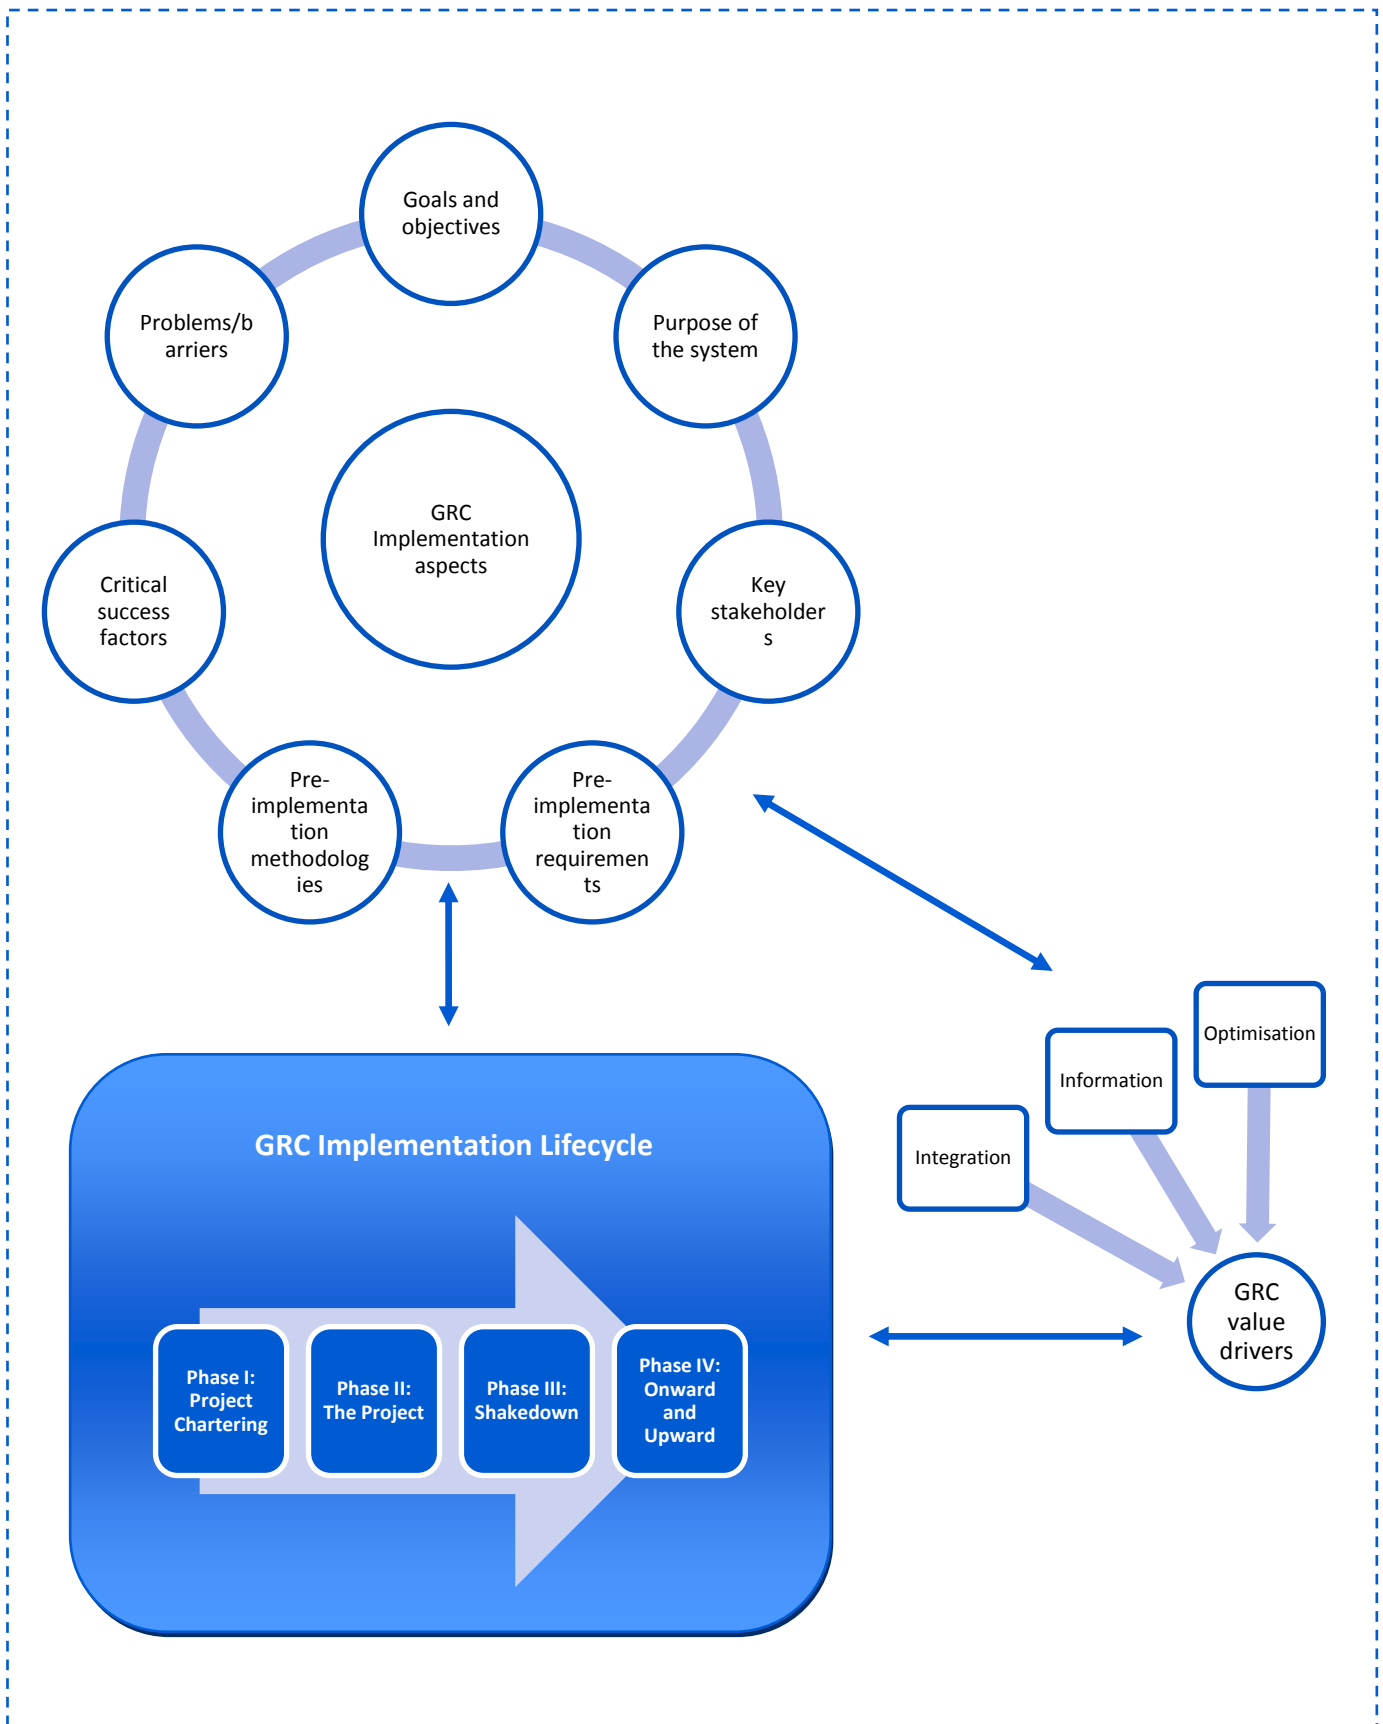 Goals and
objectives
Problems/b
arriers
Purpose of
the system
GRC
Implementation
aspects
Critical
success
factors
Key
stakeholder
s
Pre-
implementa
tion
methodolog
ies
Pre-
implementa
tion
requiremen
ts
Optimisation
Information
Integration
GRC
value
drivers
GRC Implementation Lifecycle
Phase I:
Project
Chartering
Phase II:
The Project
Phase III:
Shakedown
Phase IV:
Onward
and
Upward